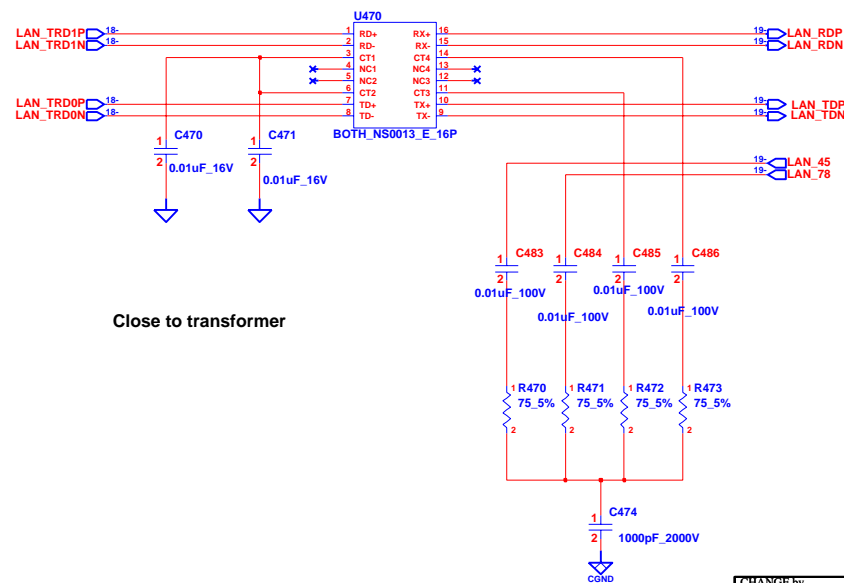 U470
LAN_TRD1P 18- 1 RD+ RX+ 16 19- LAN_RDP
LAN_TRD1N 18- 2 RD- RX- 15 19- LAN_RDN
3 CT1 CT4 14
4 NC1 NC4 13
5 NC2 NC3 12
6 CT2 CT3 11
LAN_TRD0P 18- 7 TD+ TX+ 10 19- LAN_TDP
LAN_TRD0N 18- 8 TD- TX- 9 19- LAN_TDN
BOTH_NS0013_E_16P
1 C470 1 C471
2 0.01uF_16V 2 0.01uF_16V
19- LAN_45
19- LAN_78
1 C483 1 C484 1 C485 1 C486
2 2 2 2
0.01uF_100V 0.01uF_100V
0.01uF_100V 0.01uF_100V
Close to transformer
1 R470 1 R471 1 R472 1 R473
75_5% 75_5% 75_5% 75_5%
2 2 2 2
1 C474
2 1000pF_2000V
CGND
CHANGE by